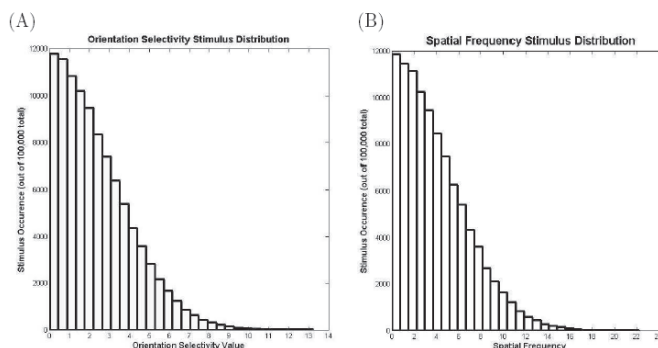 (A)
Orientation Selectivity Stimulus Distribution
12000
10000
8000
6000
4000
2000
0
Stimulus Occurence (out of 100,000 total)
0 1 2 3 4 5 6 7 8 9 10 11 12 13 14
Orientation Selectivity Value
(B)
Spatial Frequency Stimulus Distribution
12000
10000
8000
6000
4000
2000
0
Stimulus Occurence (out of 100,000 total)
0 2 4 6 8 10 12 14 16 18 20 22
Spatial Frequency